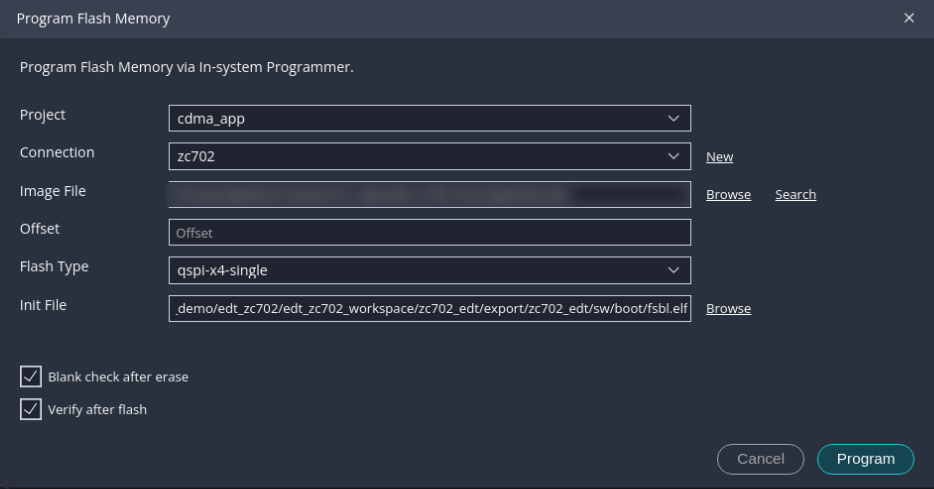 Program Flash Memory
Program Flash Memory via In-system Programmer.
Project cdma_app
Connection zc702 New
Image File Browse Search
Offset Offset
Flash Type qspi-x4-single
Init File _demo/edt_zc702/edt_zc702_workspace/zc702_edt/export/zc702_edt/sw/boot/fsbl.elf Browse
Blank check after erase
Verify after flash
Cancel Program